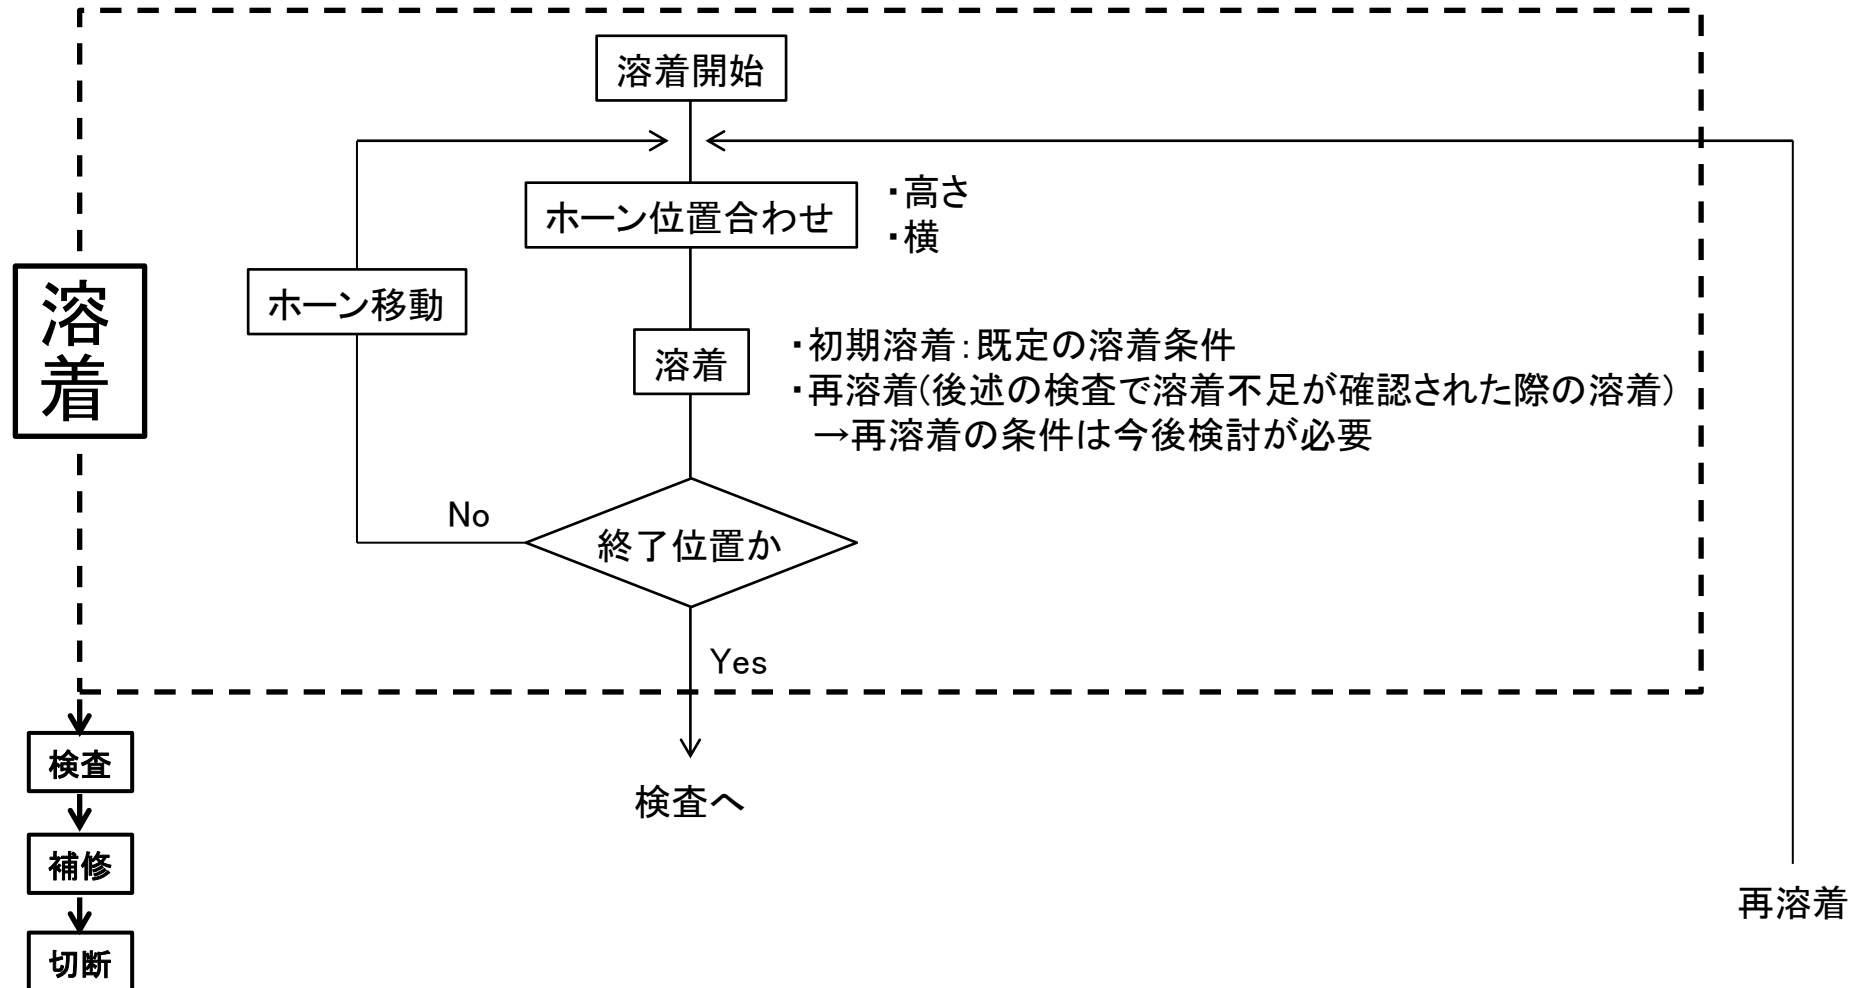 溶着開始
ホーン位置合わせ
・高さ
・横
ホーン移動
溶着
溶着
・初期溶着：既定の溶着条件
・再溶着(後述の検査で溶着不足が確認された際の溶着)
→再溶着の条件は今後検討が必要
No
終了位置か
Yes
検査
検査へ
補修
再溶着
切断